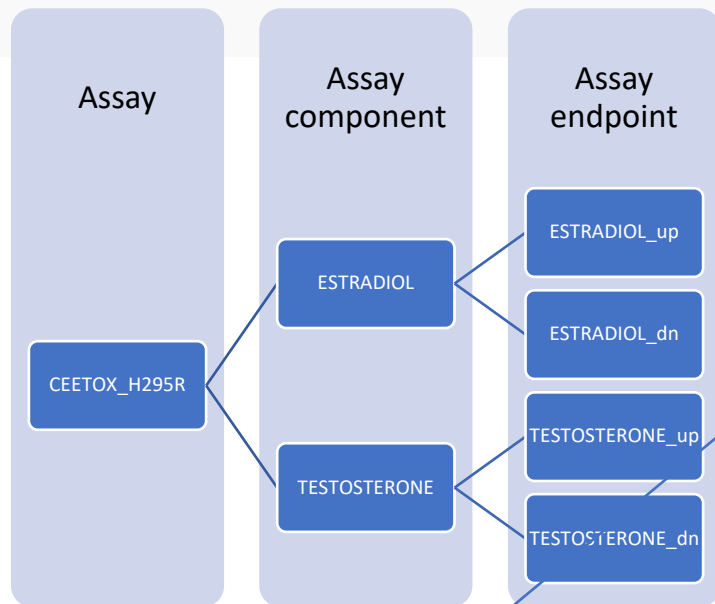 Assay
Assay
component
Assay
endpoint
CEETOX_H295R
ESTRADIOL
TESTOSTERONE
ESTRADIOL_up
ESTRADIOL_dn
TESTOSTERONE_up
TESTOSTERONE_dn